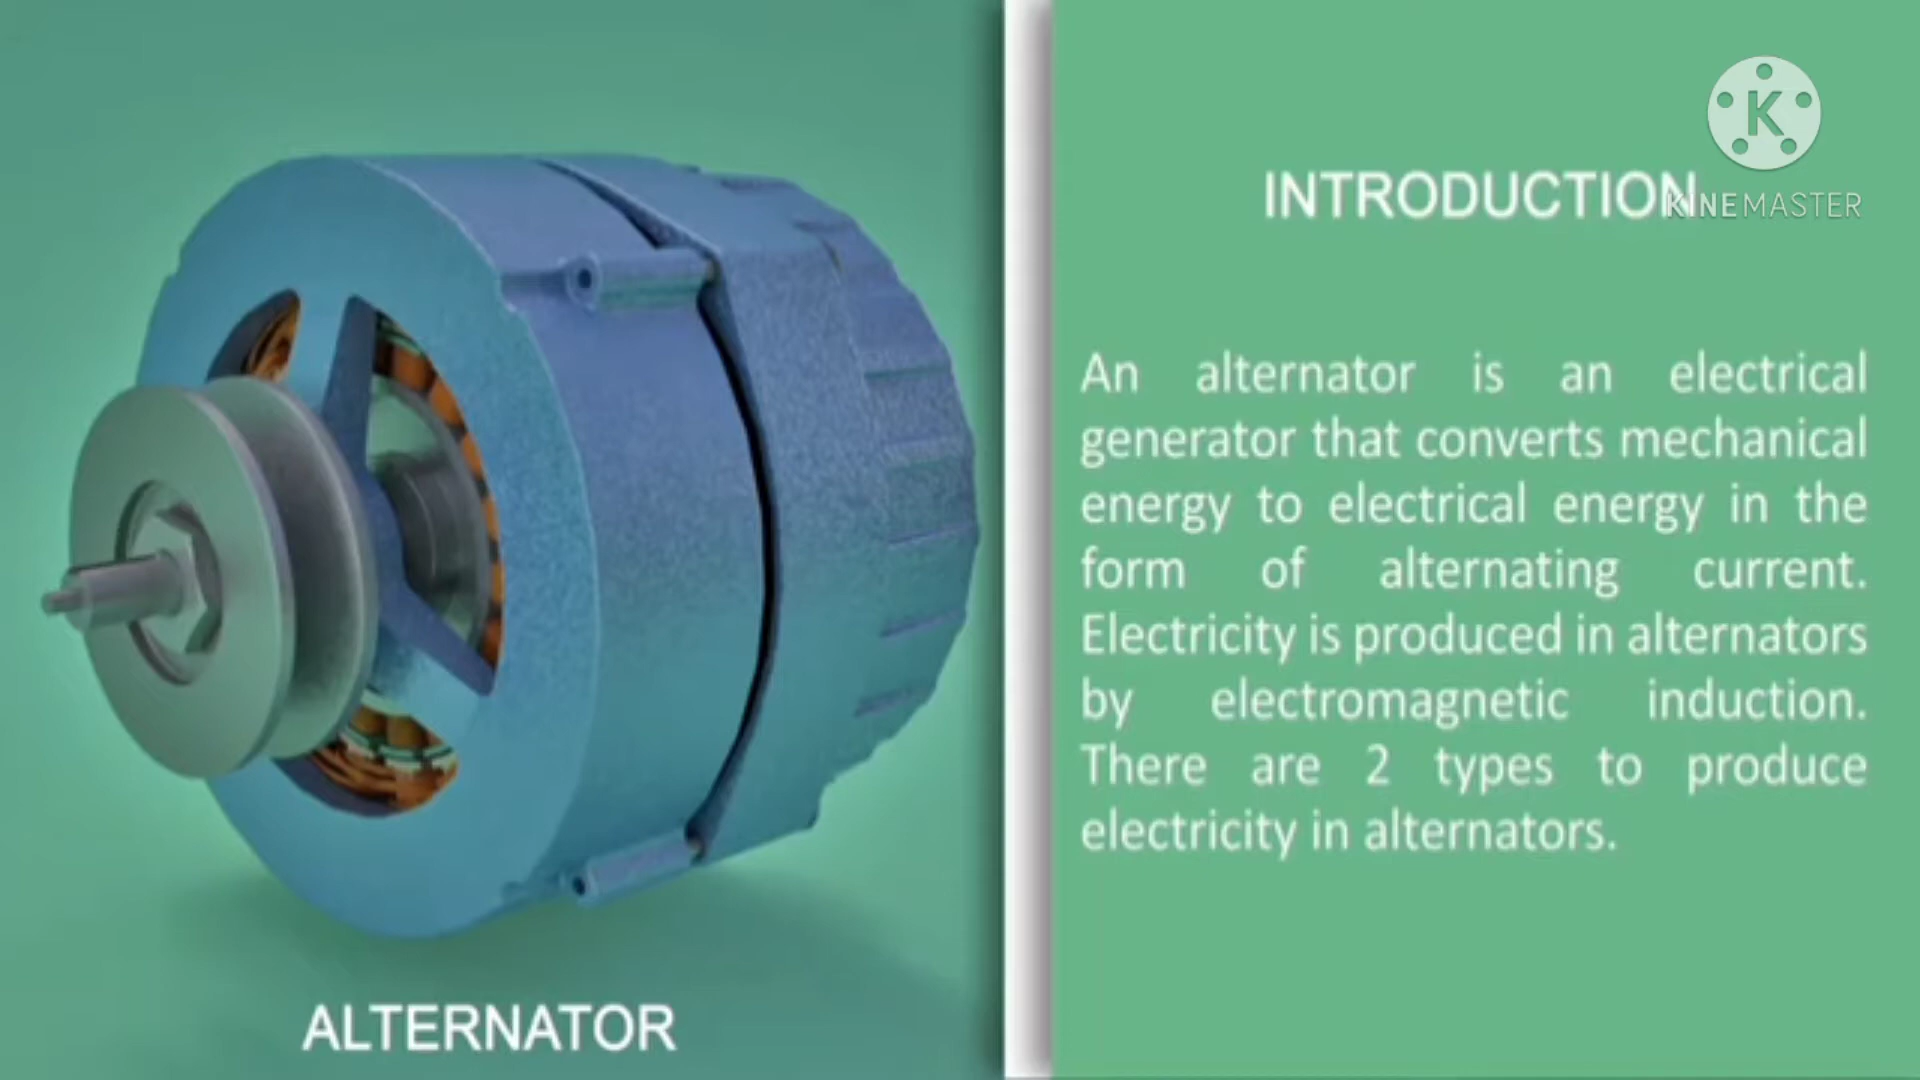 INTRODUCTION
K
KINEMASTER
An alternator is an electrical
generator that converts mechanical
energy to electrical energy in the
form of alternating current.
Electricity is produced in alternators
by electromagnetic induction.
There are 2 types to produce
electricity in alternators.
ALTERNATOR